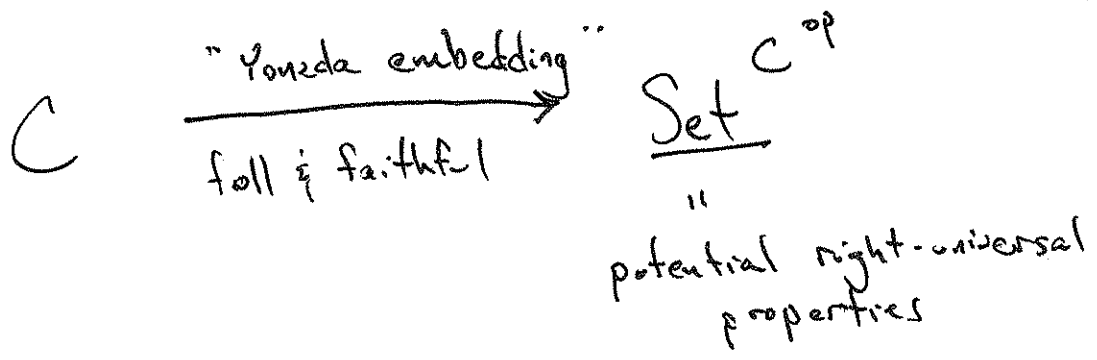 "Yoneda embedding"
C → Set^{C^{op}}
full & faithful
"
potential right-universal
properties